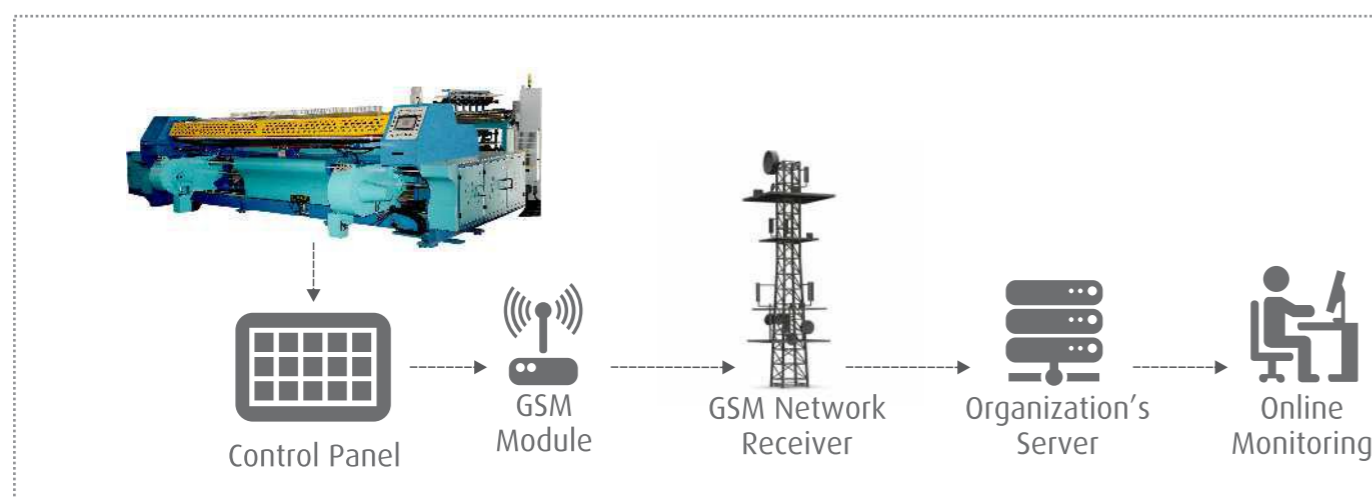 Control Panel
GSM
Module
GSM Network
Receiver
Organization’s
Server
Online
Monitoring